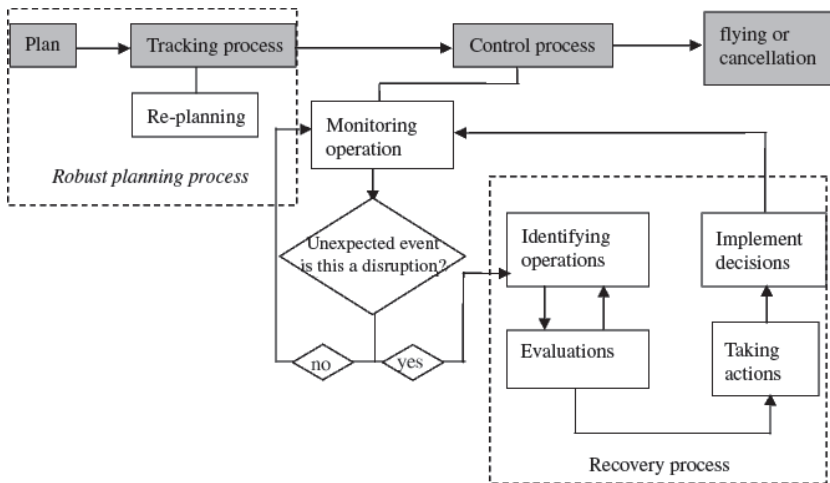 Plan
Tracking process
Control process
flying or
cancellation
Re-planning
Robust planning process
Monitoring
operation
Unexpected event
is this a disruption?
no
yes
Identifying
operations
Evaluations
Implement
decisions
Taking
actions
Recovery process